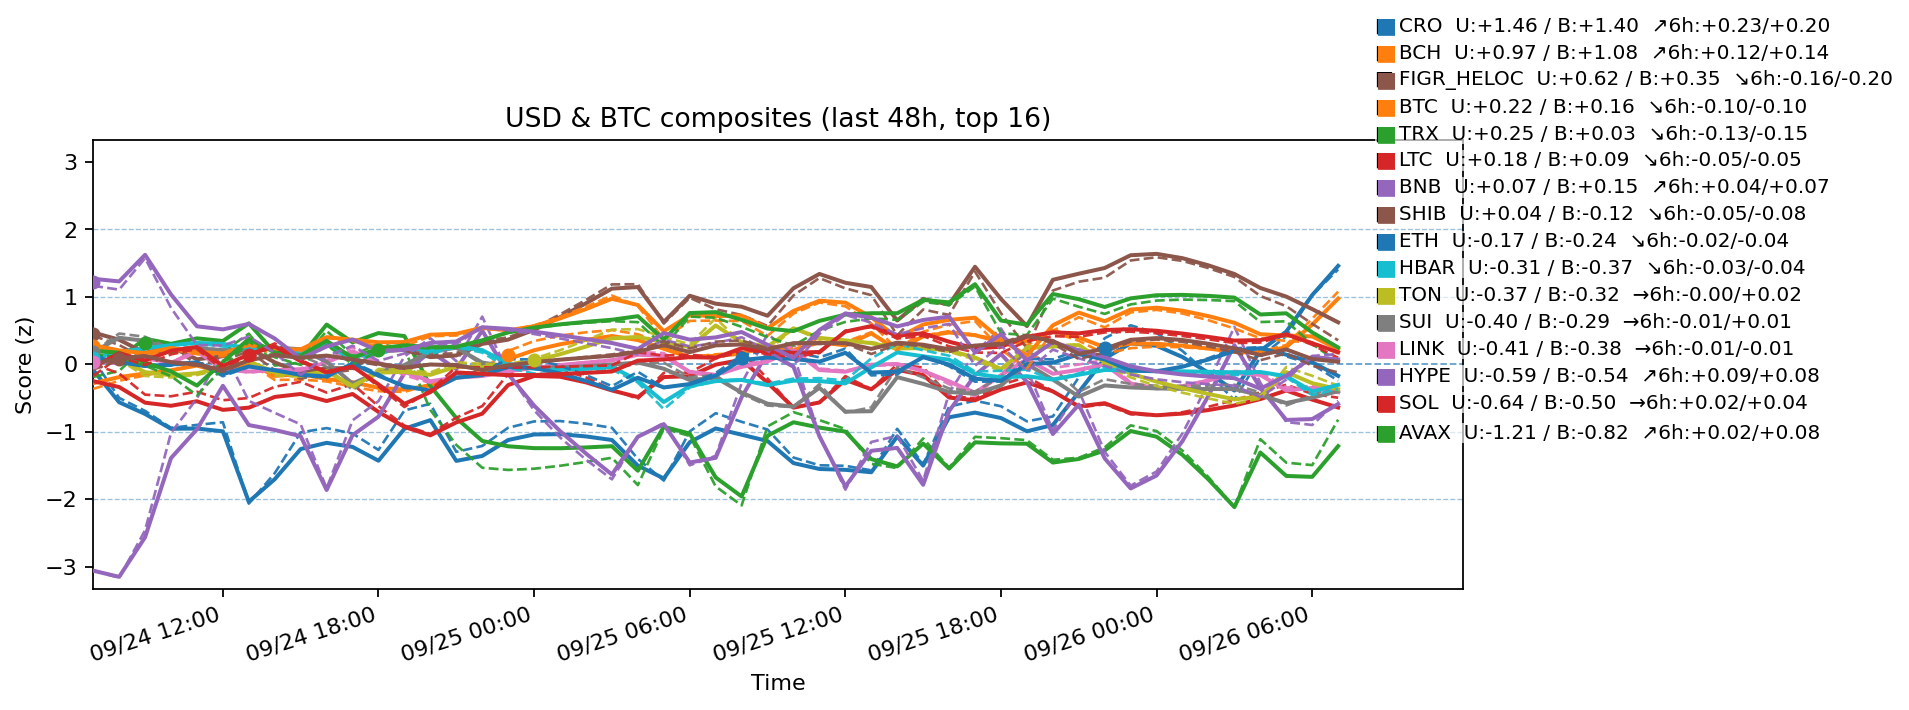 CRO  U:+1.46 / B:+1.40  ↗6h:+0.23/+0.20
BCH  U:+0.97 / B:+1.08  ↗6h:+0.12/+0.14
FIGR_HELOC  U:+0.62 / B:+0.35  ↘6h:-0.16/-0.20
BTC  U:+0.22 / B:+0.16  ↘6h:-0.10/-0.10
TRX  U:+0.25 / B:+0.03  ↘6h:-0.13/-0.15
LTC  U:+0.18 / B:+0.09  ↘6h:-0.05/-0.05
BNB  U:+0.07 / B:+0.15  ↗6h:+0.04/+0.07
SHIB  U:+0.04 / B:-0.12  ↘6h:-0.05/-0.08
ETH  U:-0.17 / B:-0.24  ↘6h:-0.02/-0.04
HBAR  U:-0.31 / B:-0.37  ↘6h:-0.03/-0.04
TON  U:-0.37 / B:-0.32  →6h:-0.00/+0.02
SUI  U:-0.40 / B:-0.29  →6h:-0.01/+0.01
LINK  U:-0.41 / B:-0.38  →6h:-0.01/-0.01
HYPE  U:-0.59 / B:-0.54  ↗6h:+0.09/+0.08
SOL  U:-0.64 / B:-0.50  →6h:+0.02/+0.04
AVAX  U:-1.21 / B:-0.82  ↗6h:+0.02/+0.08
USD & BTC composites (last 48h, top 16)
Score (z)
3
2
1
0
−1
−2
−3
09/24 12:00
09/24 18:00
09/25 00:00
09/25 06:00
09/25 12:00
09/25 18:00
09/26 00:00
09/26 06:00
Time